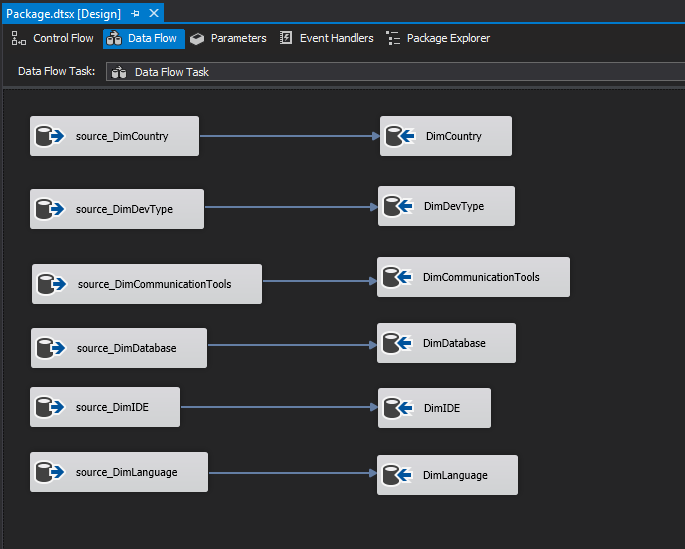 Package.dtsx [Design]
Control Flow Data Flow Parameters Event Handlers Package Explorer
Data Flow Task: Data Flow Task
source_DimCountry DimCountry
source_DimDevType DimDevType
source_DimCommunicationTools DimCommunicationTools
source_DimDatabase DimDatabase
source_DimIDE DimIDE
source_DimLanguage DimLanguage